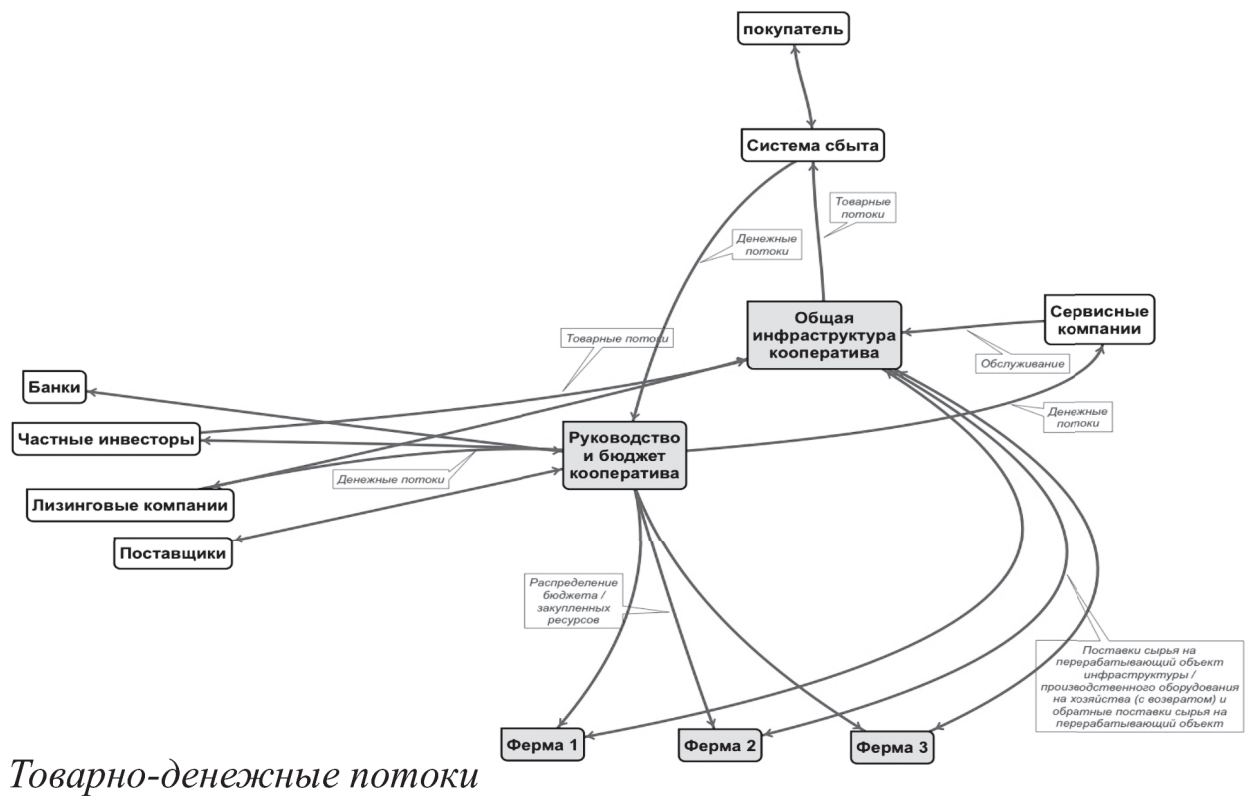 покупатель
Система сбыта
Товарные
потоки
Денежные
потоки
Общая
инфраструктура
кооператива
Сервисные
компании
Товарные потоки
Обслуживание
Банки
Денежные
потоки
Частные инвесторы
Руководство
и бюджет
кооператива
Денежные потоки
Лизинговые компании
Поставщики
Распределение
бюджета /
закупленных
ресурсов
Поставки сырья на
перерабатывающий объект
инфраструктуры /
производственного оборудования
на хозяйства (с возвратом) и
обратные поставки сырья на
перерабатывающий объект
Ферма 1
Ферма 2
Ферма 3
Товарно-денежные потоки